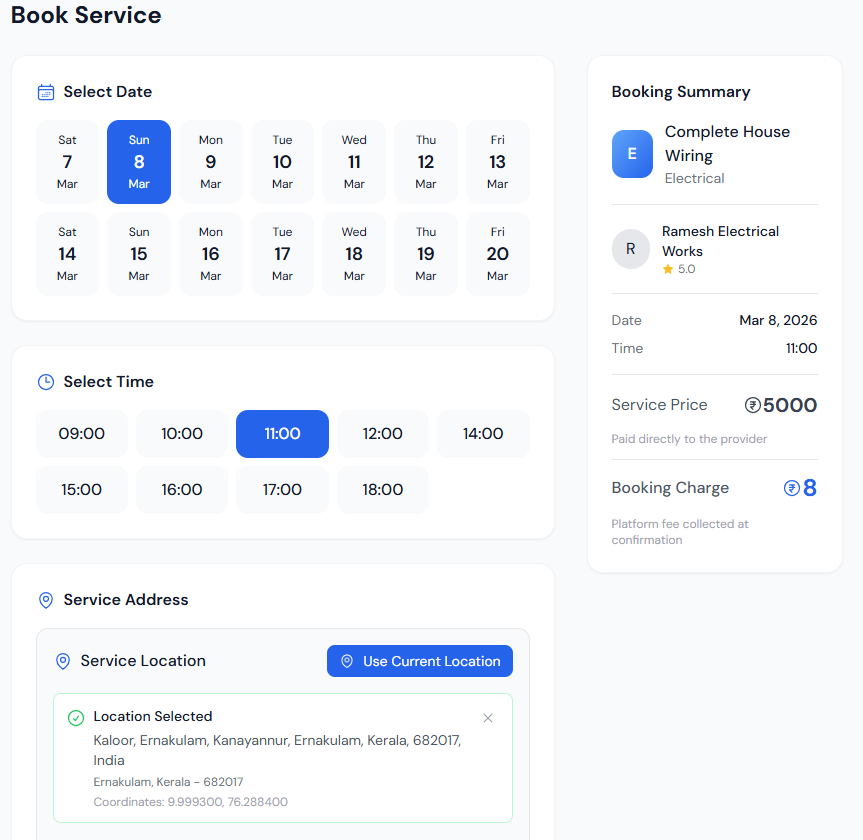 Book Service
Select Date
Sat Sun Mon Tue Wed Thu Fri
7 8 9 10 11 12 13
Mar Mar Mar Mar Mar Mar Mar
Sat Sun Mon Tue Wed Thu Fri
14 15 16 17 18 19 20
Mar Mar Mar Mar Mar Mar Mar
Select Time
09:00 10:00 11:00 12:00 14:00
15:00 16:00 17:00 18:00
Service Address
Service Location
Use Current Location
Location Selected
Kaloor, Ernakulam, Kanayannur, Ernakulam, Kerala, 682017,
India
Ernakulam, Kerala - 682017
Coordinates: 9.999300, 76.288400
Booking Summary
E
Complete House
Wiring
Electrical
R
Ramesh Electrical
Works
5.0
Date Mar 8, 2026
Time 11:00
Service Price ₹5000
Paid directly to the provider
Booking Charge ₹8
Platform fee collected at
confirmation